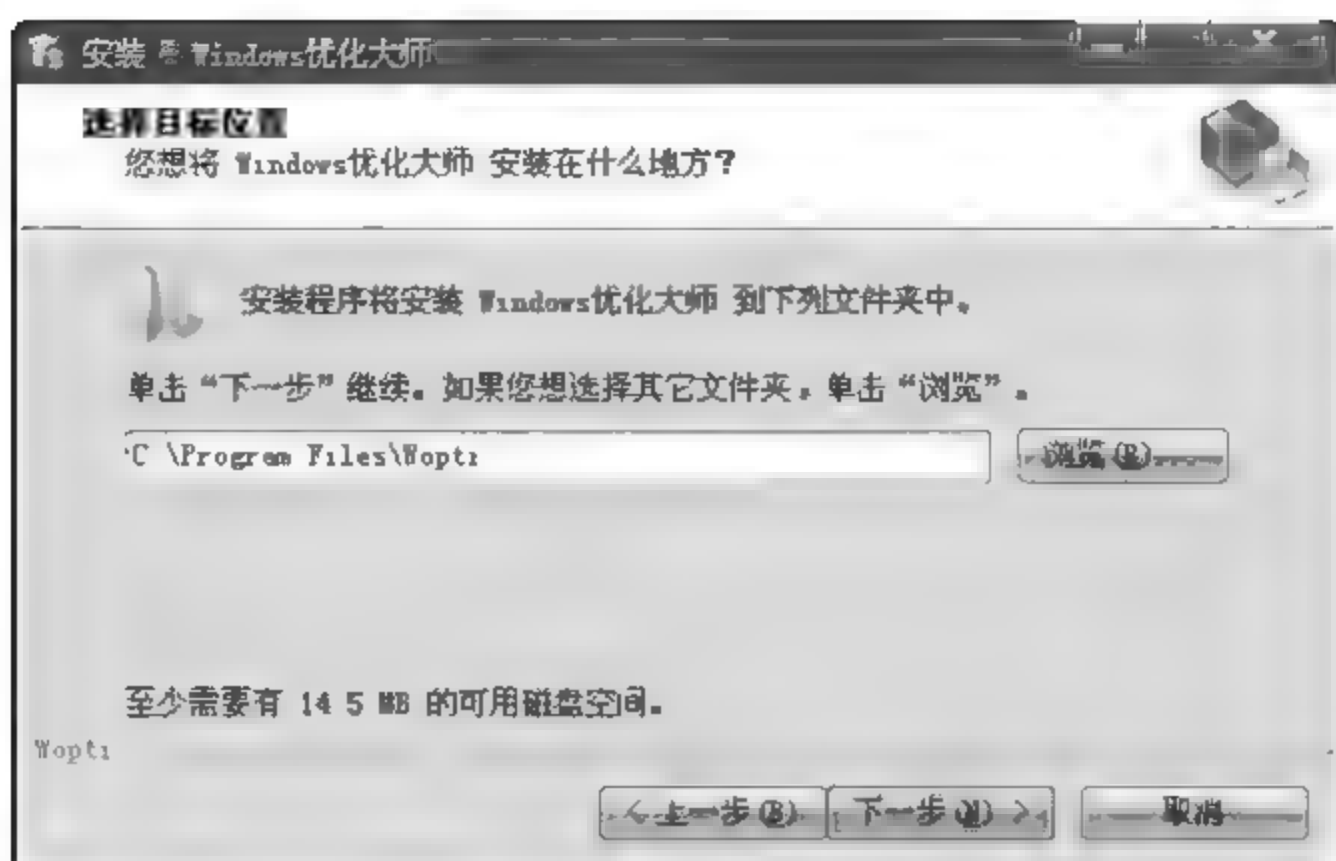 安装 Windows优化大师
选择目标位置
您想将 Windows优化大师 安装在什么地方?
安装程序将安装 Windows优化大师 到下列文件夹中。
单击“下一步”继续。如果您想选择其它文件夹,单击“浏览”。
C \Program Files\Wopti
浏览(R)
至少需要有 14 5 MB 的可用磁盘空间。
Wopti
< 上一步(B) 下一步(N) > 取消